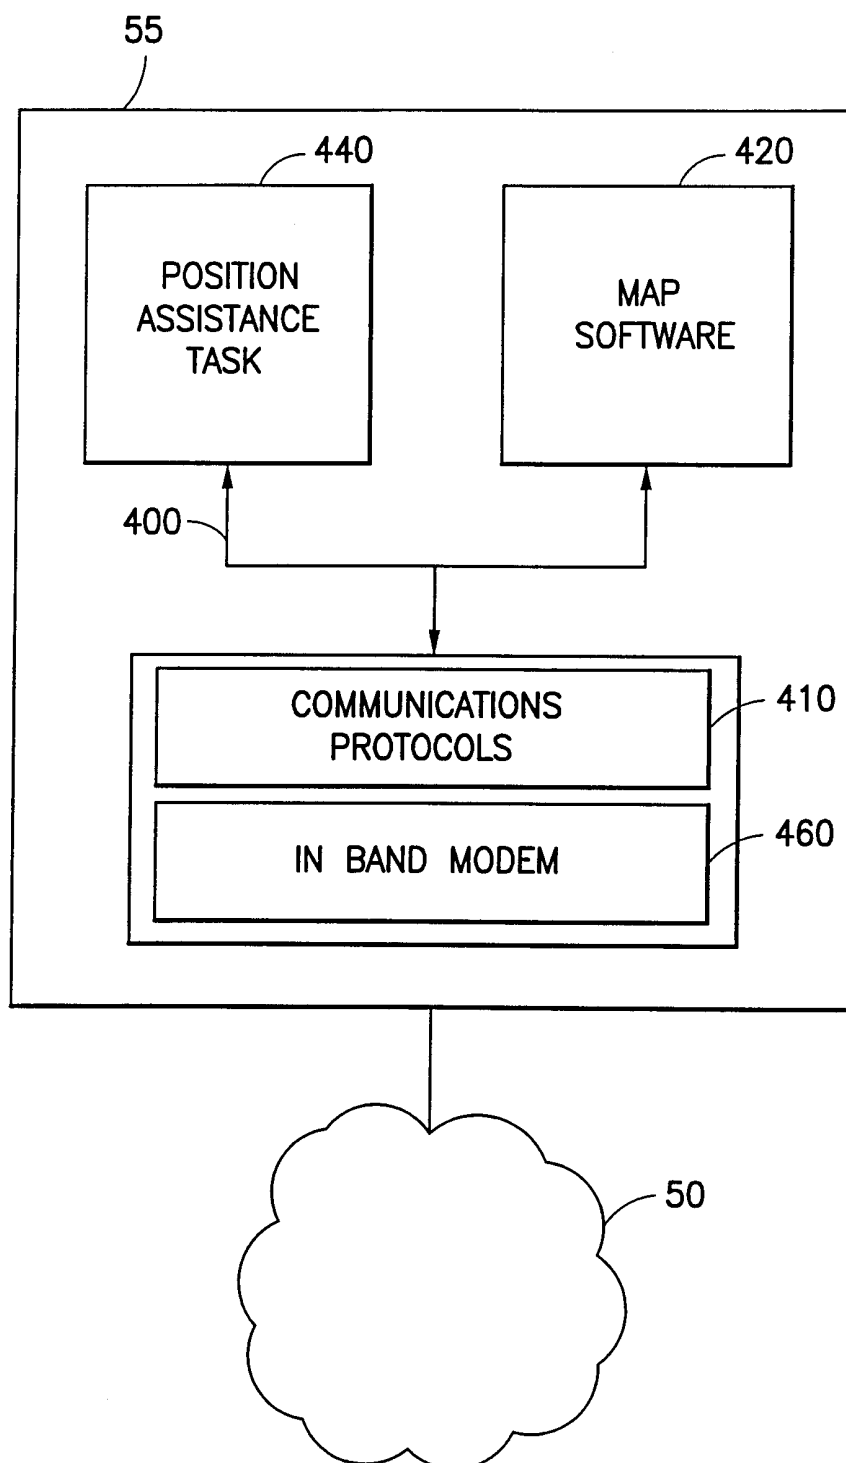 55
440
420
POSITION
ASSISTANCE
TASK
MAP
SOFTWARE
400
COMMUNICATIONS
PROTOCOLS
410
IN BAND MODEM
460
50